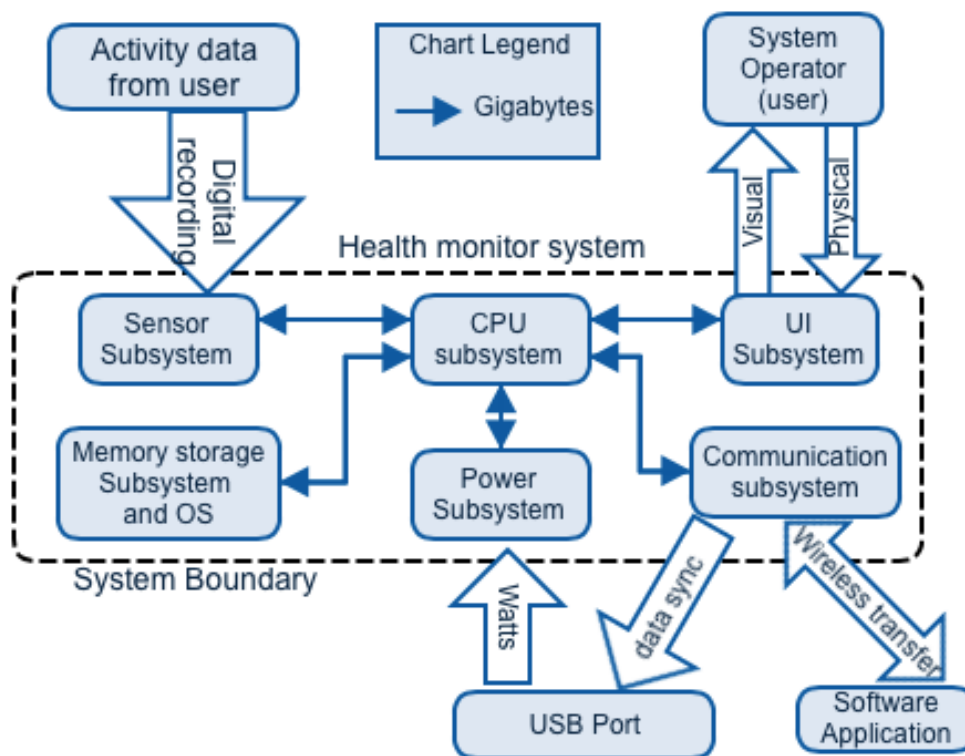 Activity data
from user
Chart Legend
Gigabytes
System
Operator
(user)
Digital
recording
Visual
Physical
Health monitor system
Sensor
Subsystem
CPU
subsystem
UI
Subsystem
Memory storage
Subsystem
and OS
Power
Subsystem
Communication
subsystem
System Boundary
Watts
data sync
Wireless transfer
USB Port
Software
Application